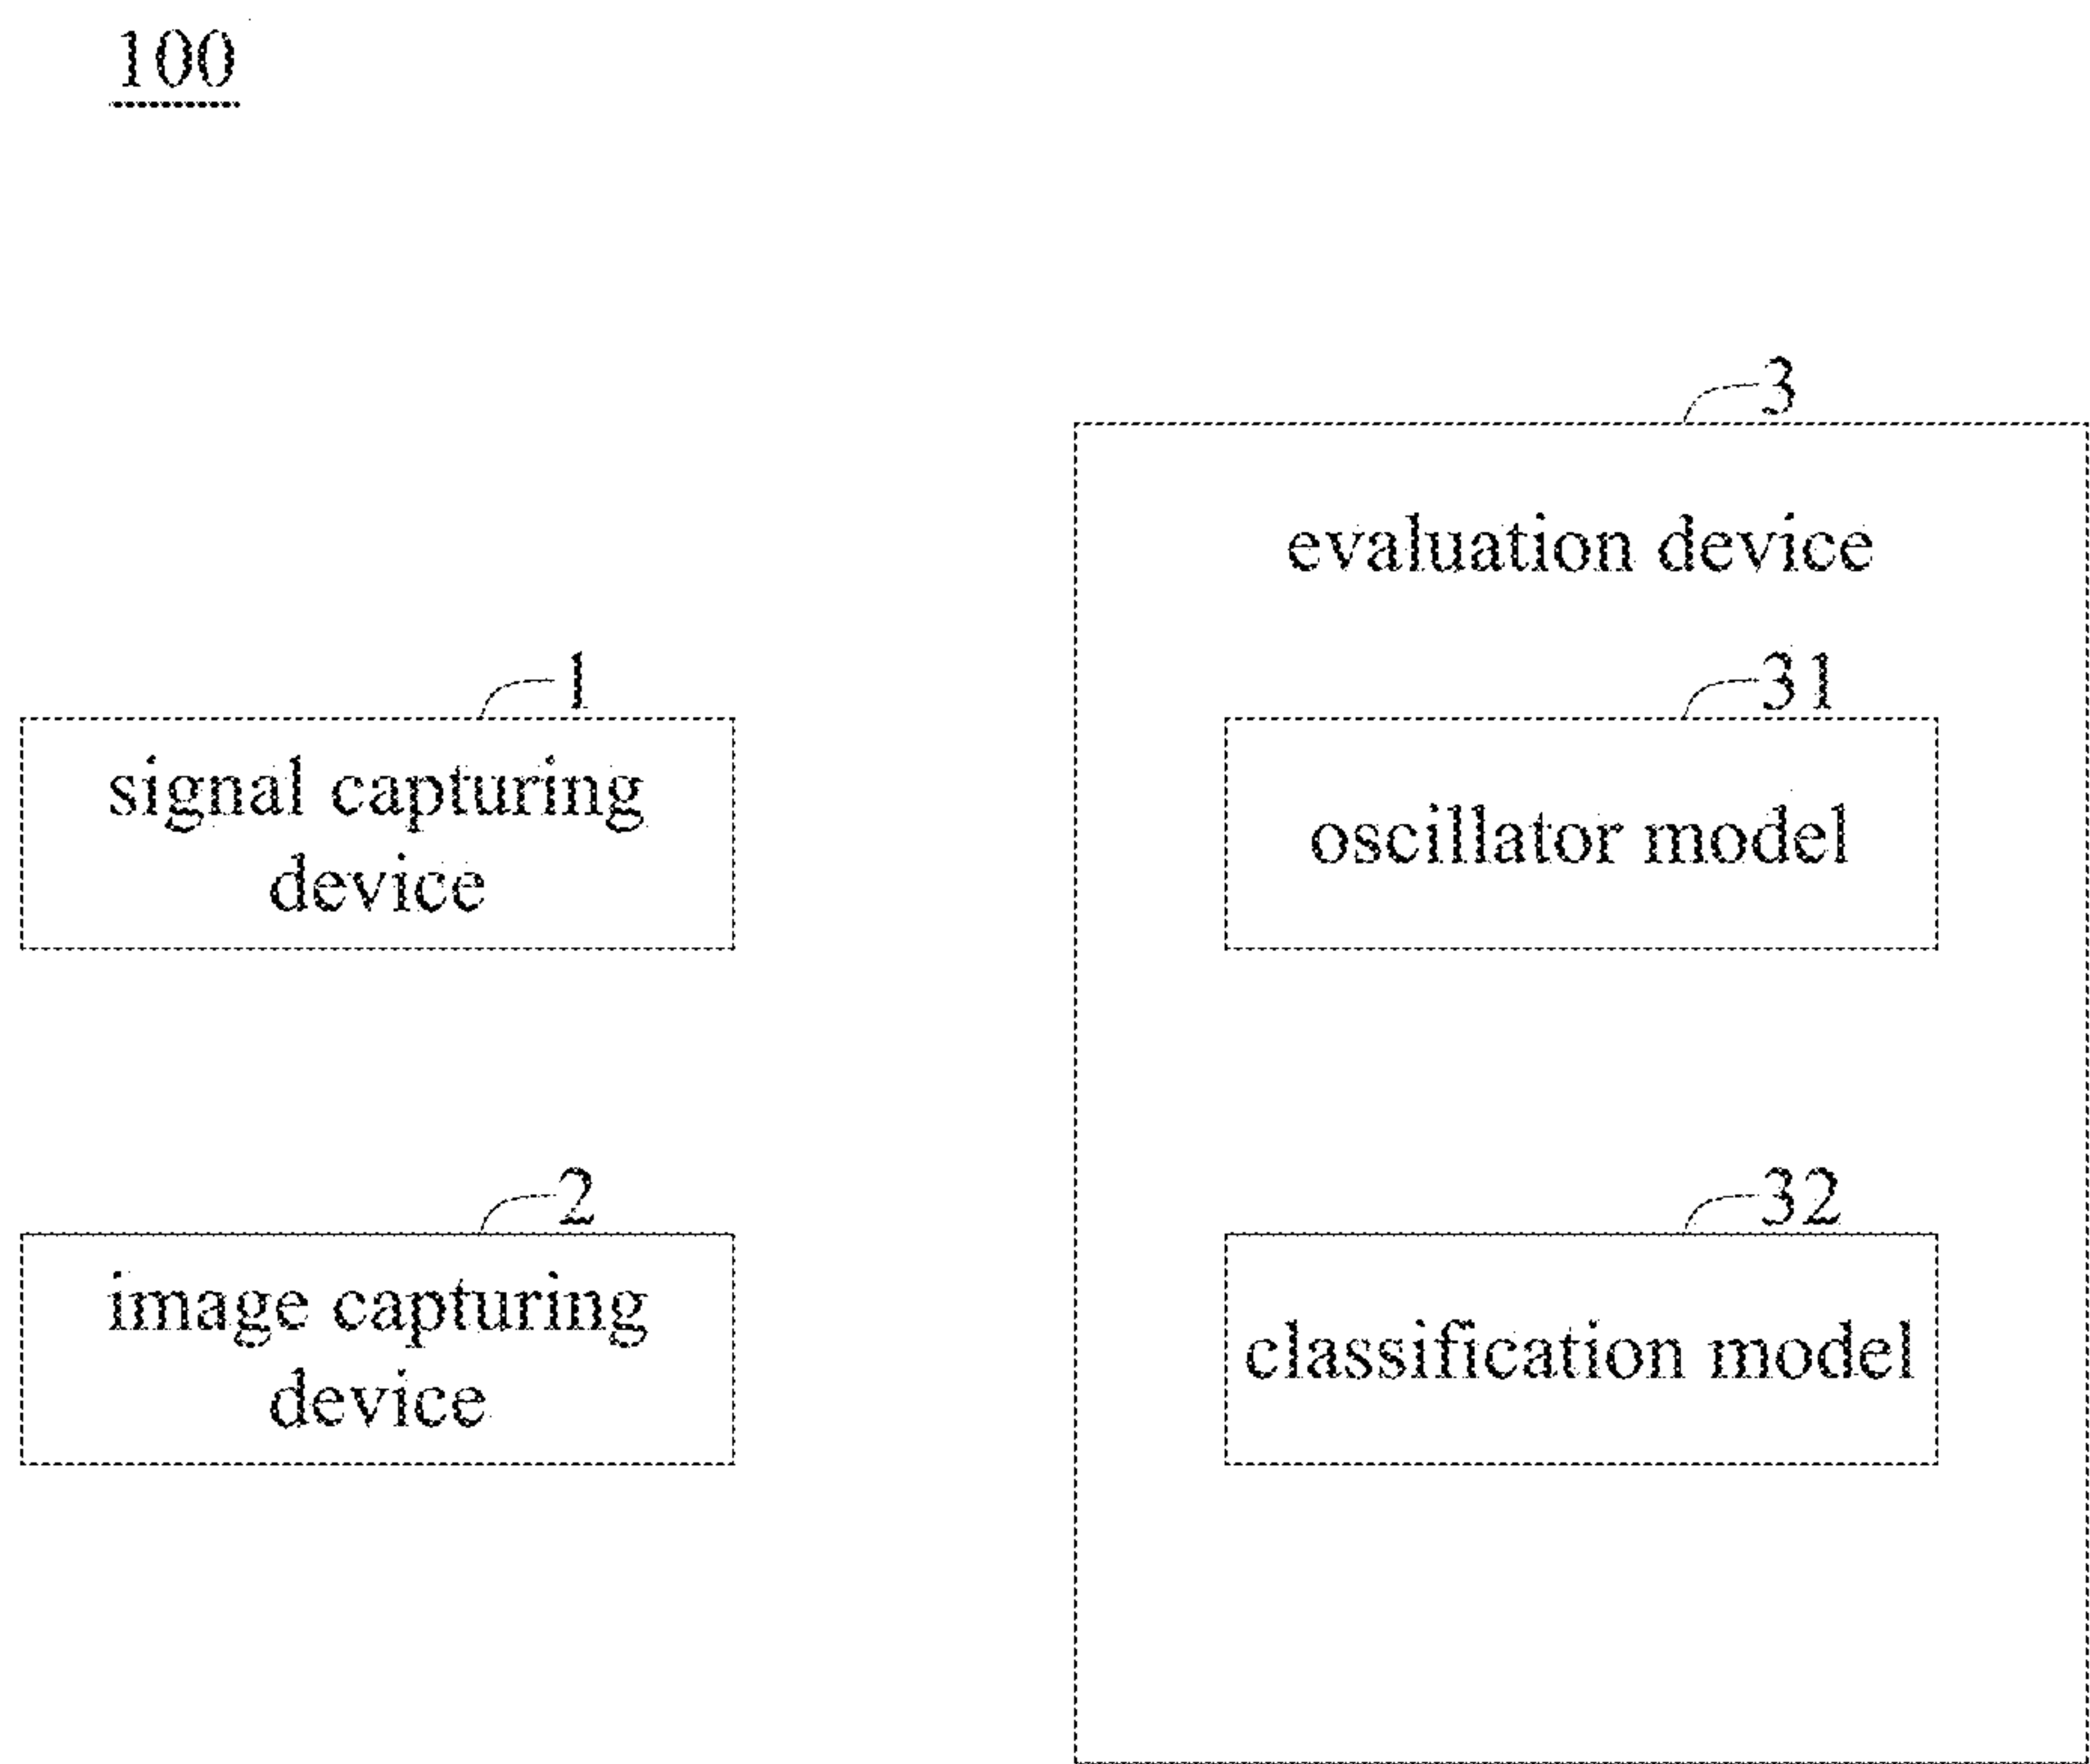 100
3
evaluation device
1
signal capturing
device
31
oscillator model
2
image capturing
device
32
classification model